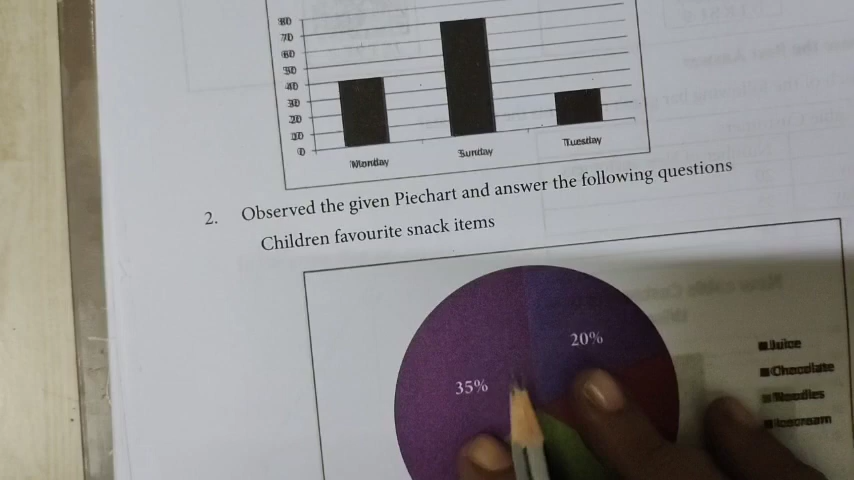 80
70
60
50
40
30
20
10
0
Monday Sunday Tuesday
2. Observed the given Piechart and answer the following questions
Children favourite snack items
20%
35%
Juice
Chocolate
Noodles
Icecream